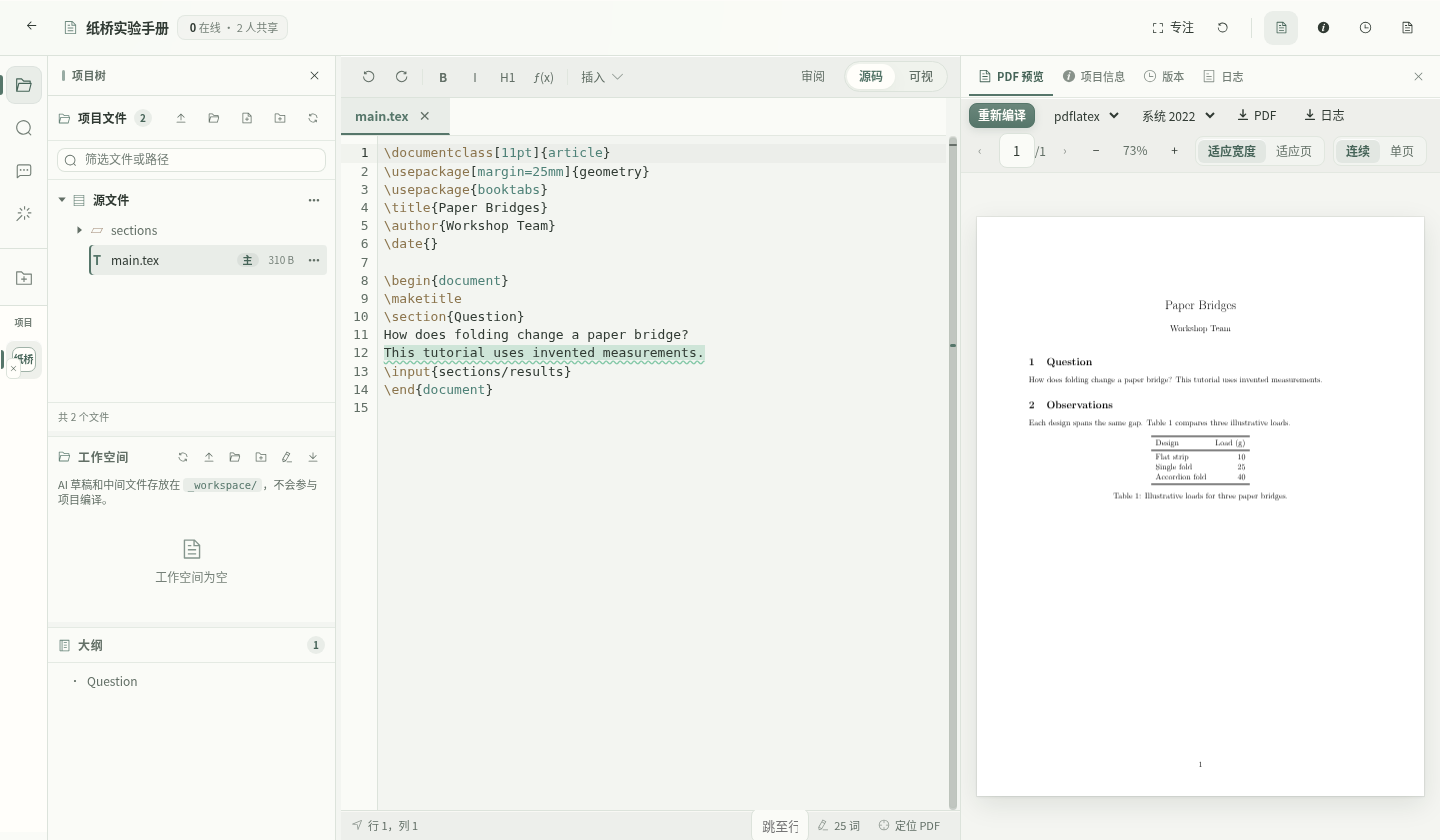 纸桥实验手册
0 在线 · 2 人共享
专注
项目树
项目文件 2
筛选文件或路径
源文件
sections
T main.tex 主 310 B
共 2 个文件
工作空间
AI 草稿和中间文件存放在 _workspace/，不会参与
项目编译。
工作空间为空
大纲 1
· Question
项目
纸桥
B I H1 f(x) 插入
审阅 源码 可视
main.tex
1 \documentclass[11pt]{article}
2 \usepackage[margin=25mm]{geometry}
3 \usepackage{booktabs}
4 \title{Paper Bridges}
5 \author{Workshop Team}
6 \date{}
7
8 \begin{document}
9 \maketitle
10 \section{Question}
11 How does folding change a paper bridge?
12 This tutorial uses invented measurements.
13 \input{sections/results}
14 \end{document}
15
行 1，列 1
跳至行
25 词
定位 PDF
PDF 预览 项目信息 版本 日志
重新编译 pdflatex 系统 2022 PDF 日志
‹ 1 /1 › − 73% + 适应宽度 适应页 连续 单页
Paper Bridges
Workshop Team
1 Question
How does folding change a paper bridge? This tutorial uses invented measurements.
2 Observations
Each design spans the same gap. Table 1 compares three illustrative loads.
Design Load (g)
Flat strip 10
Single fold 25
Accordion fold 40
Table 1: Illustrative loads for three paper bridges.
1